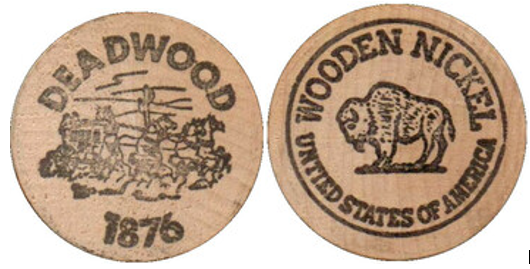 DEADWOOD
1876
WOODEN NICKEL
UNITED STATES OF AMERICA